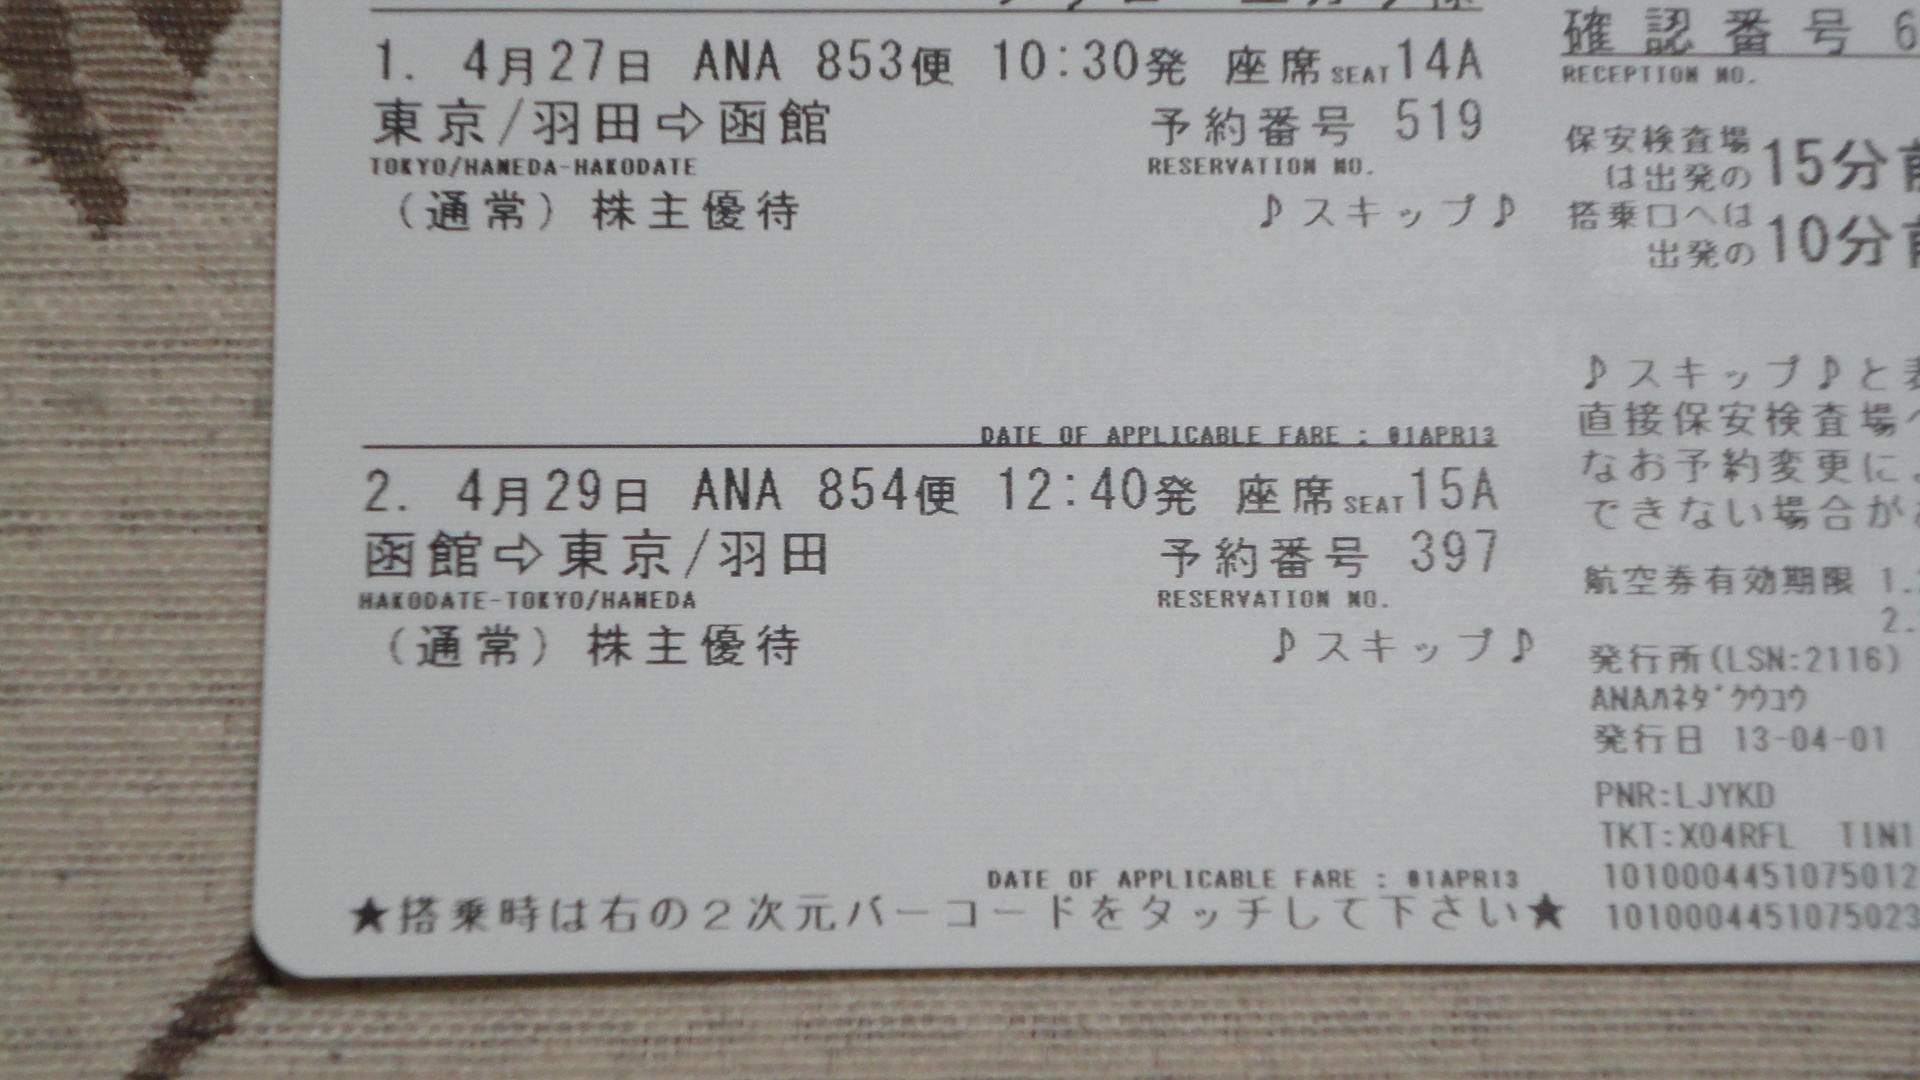 1. 4月27日 ANA 853便 10:30発 座席SEAT14A
東京/羽田⇨函館 予約番号 519
TOKYO/HANEDA-HAKODATE RESERVATION NO.
(通常) 株主優待 ♪スキップ♪
DATE OF APPLICABLE FARE : 01APR13
2. 4月29日 ANA 854便 12:40発 座席SEAT15A
函館⇨東京/羽田 予約番号 397
HAKODATE-TOKYO/HANEDA RESERVATION NO.
(通常) 株主優待 ♪スキップ♪
DATE OF APPLICABLE FARE : 01APR13
★搭乗時は右の2次元バーコードをタッチして下さい★
確認番号 6
RECEPTION NO.
保安検査場
は出発の 15分前
搭乗口へは
出発の 10分前
♪スキップ♪と
直接保安検査場へ
なお予約変更に
できない場合が
航空券有効期限 1.
2.
発行所(LSN:2116)
ANAハネダクウコウ
発行日 13-04-01
PNR:LJYKD
TKT:X04RFL TIN1
1010004451075012
1010004451075023